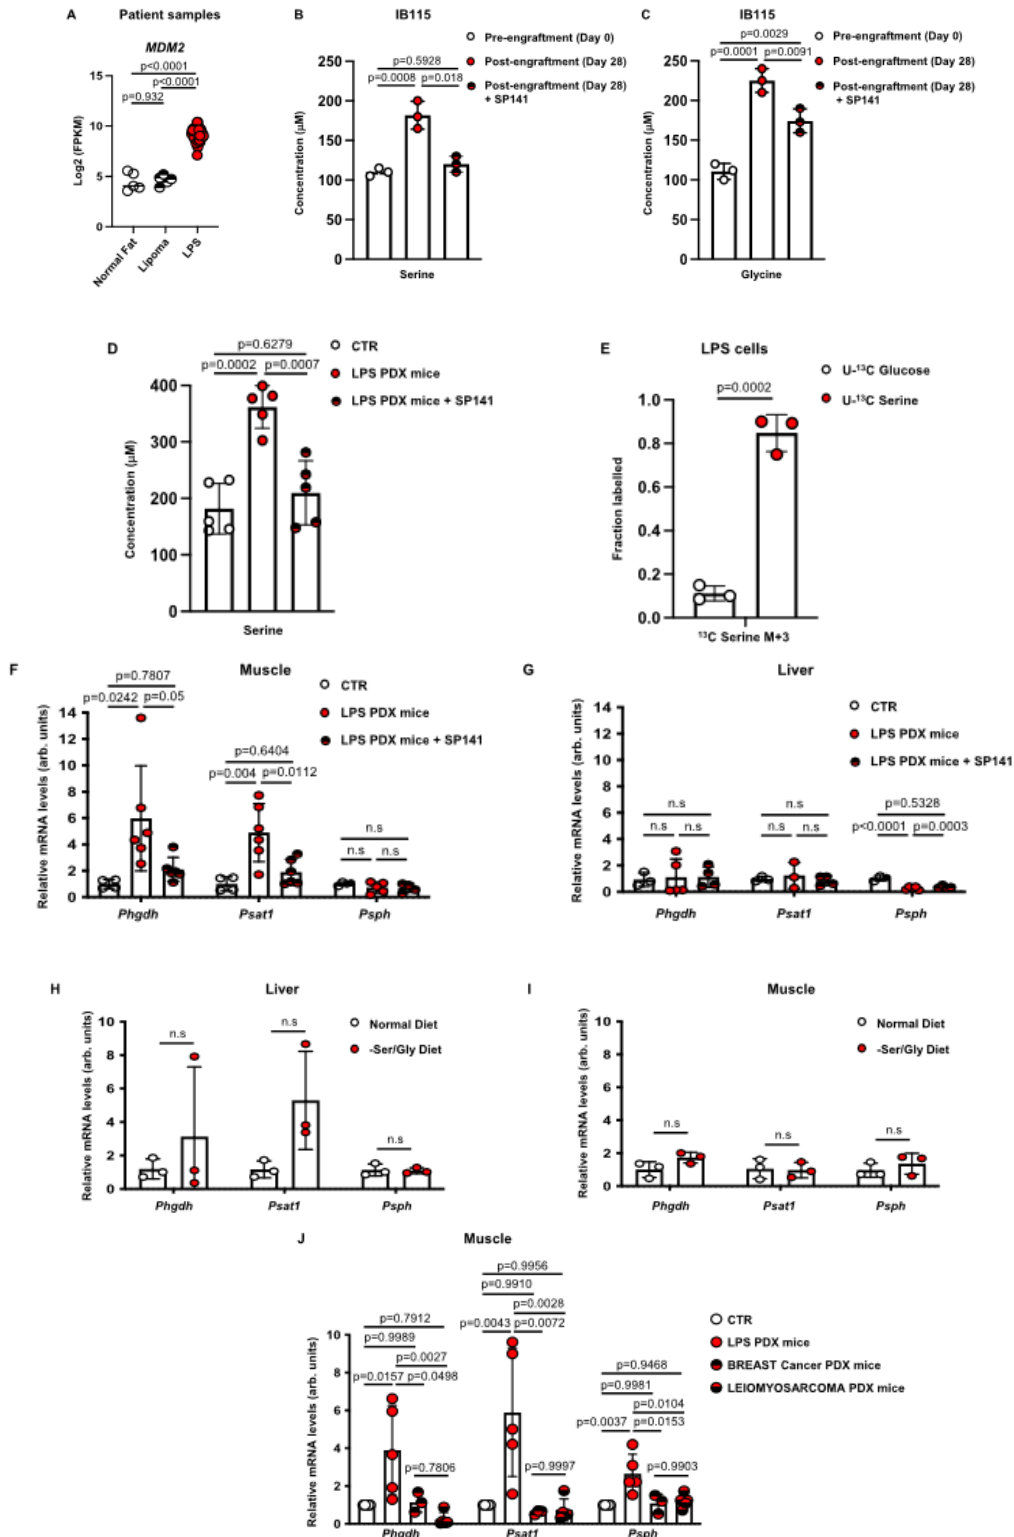 A Patient samples
MDM2
p<0.0001
p<0.0001
p=0.932
Log2 (FPKM)
15
10
5
0
Normal Fat
Lipoma
LPS
B IB115
Pre-engraftment (Day 0)
Post-engraftment (Day 28)
Post-engraftment (Day 28)
+ SP141
p=0.5928
p=0.0008 p=0.018
Concentration (μM)
250
200
150
100
50
0
Serine
C IB115
Pre-engraftment (Day 0)
Post-engraftment (Day 28)
Post-engraftment (Day 28)
+ SP141
p=0.0029
p=0.0001 p=0.0091
Concentration (μM)
250
200
150
100
50
0
Glycine
D
CTR
LPS PDX mice
LPS PDX mice + SP141
p=0.6279
p=0.0002 p=0.0007
Concentration (μM)
400
300
200
100
0
Serine
E LPS cells
U-¹³C Glucose
U-¹³C Serine
p=0.0002
Fraction labelled
1.0
0.8
0.6
0.4
0.2
0.0
¹³C Serine M+3
F Muscle
CTR
LPS PDX mice
LPS PDX mice + SP141
p=0.7807
p=0.0242 p=0.05
p=0.6404
p=0.004 p=0.0112
n.s
n.s n.s
Relative mRNA levels (arb. units)
14
12
10
8
6
4
2
0
Phgdh Psat1 Psph
G Liver
CTR
LPS PDX mice
LPS PDX mice + SP141
n.s
n.s n.s
n.s
n.s n.s
p=0.5328
p<0.0001 p=0.0003
Relative mRNA levels (arb. units)
14
12
10
8
6
4
2
0
Phgdh Psat1 Psph
H Liver
Normal Diet
-Ser/Gly Diet
n.s
n.s
n.s
Relative mRNA levels (arb. units)
10
8
6
4
2
0
Phgdh Psat1 Psph
I Muscle
Normal Diet
-Ser/Gly Diet
n.s
n.s
n.s
Relative mRNA levels (arb. units)
10
8
6
4
2
0
Phgdh Psat1 Psph
J Muscle
CTR
LPS PDX mice
BREAST Cancer PDX mice
LEIOMYOSARCOMA PDX mice
p=0.7912
p=0.9989
p=0.0027
p=0.0157 p=0.0498
p=0.7806
p=0.9956
p=0.9910
p=0.0028
p=0.0043 p=0.0072
p=0.9997
p=0.9468
p=0.9981
p=0.0104
p=0.0037 p=0.0153
p=0.9903
Relative mRNA levels (arb. units)
10
8
6
4
2
0
Phgdh Psat1 Psph